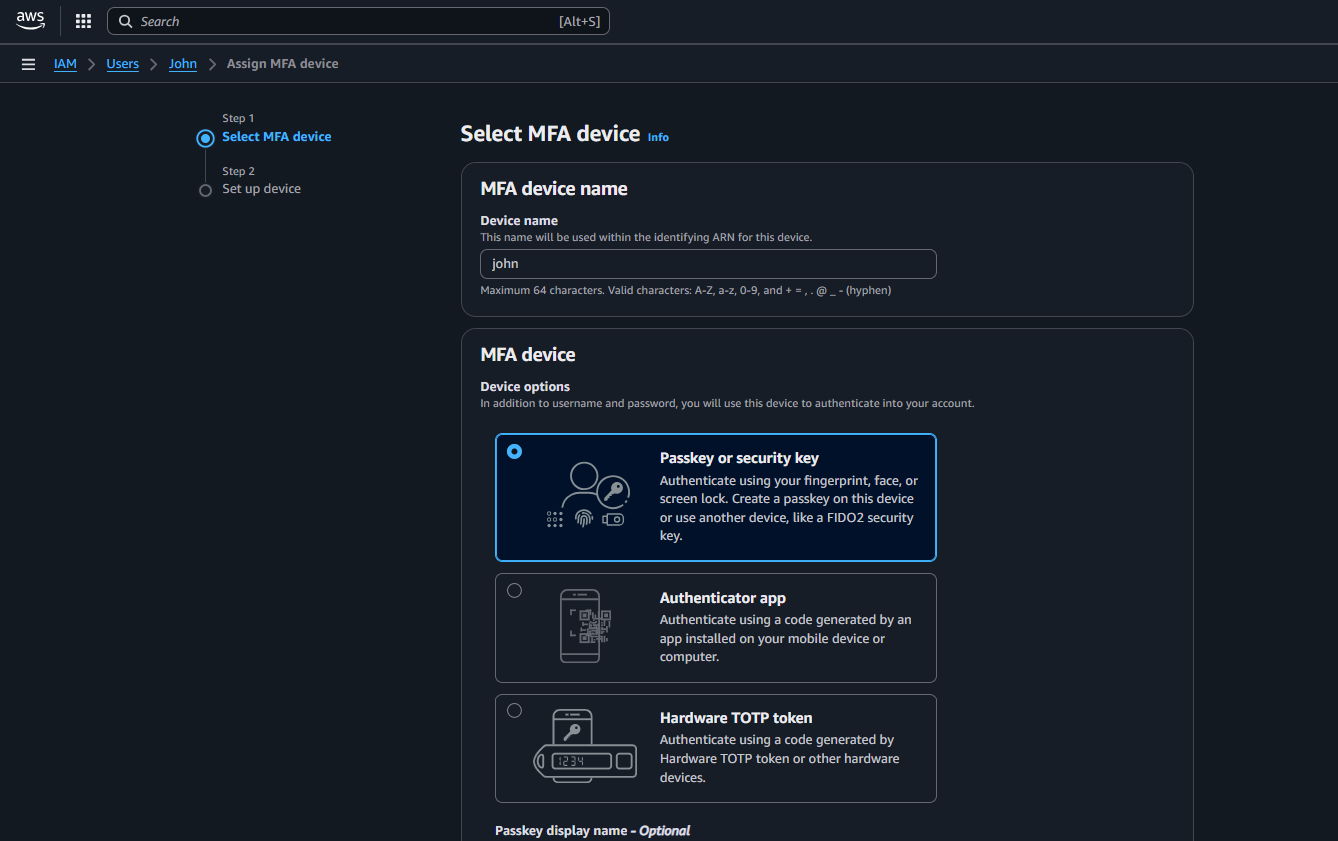 aws
Search [Alt+S]
IAM Users John Assign MFA device
Step 1
Select MFA device
Step 2
Set up device
Select MFA device Info
MFA device name
Device name
This name will be used within the identifying ARN for this device.
john
Maximum 64 characters. Valid characters: A-Z, a-z, 0-9, and + = , . @ _ - (hyphen)
MFA device
Device options
In addition to username and password, you will use this device to authenticate into your account.
Passkey or security key
Authenticate using your fingerprint, face, or
screen lock. Create a passkey on this device
or use another device, like a FIDO2 security
key.
Authenticator app
Authenticate using a code generated by an
app installed on your mobile device or
computer.
1234
Hardware TOTP token
Authenticate using a code generated by
Hardware TOTP token or other hardware
devices.
Passkey display name - Optional